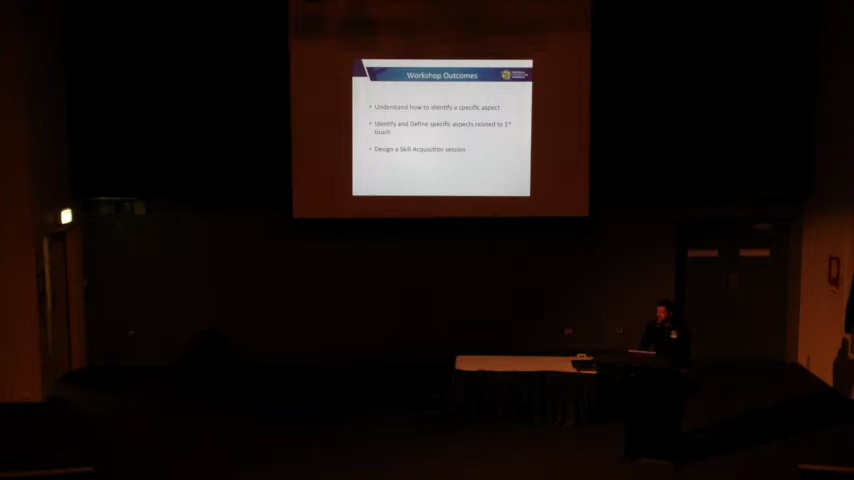 Workshop Outcomes
• Understand how to identify a specific aspect
• Identify and Define specific aspects related to 1st
touch
• Design a Skill Acquisition session